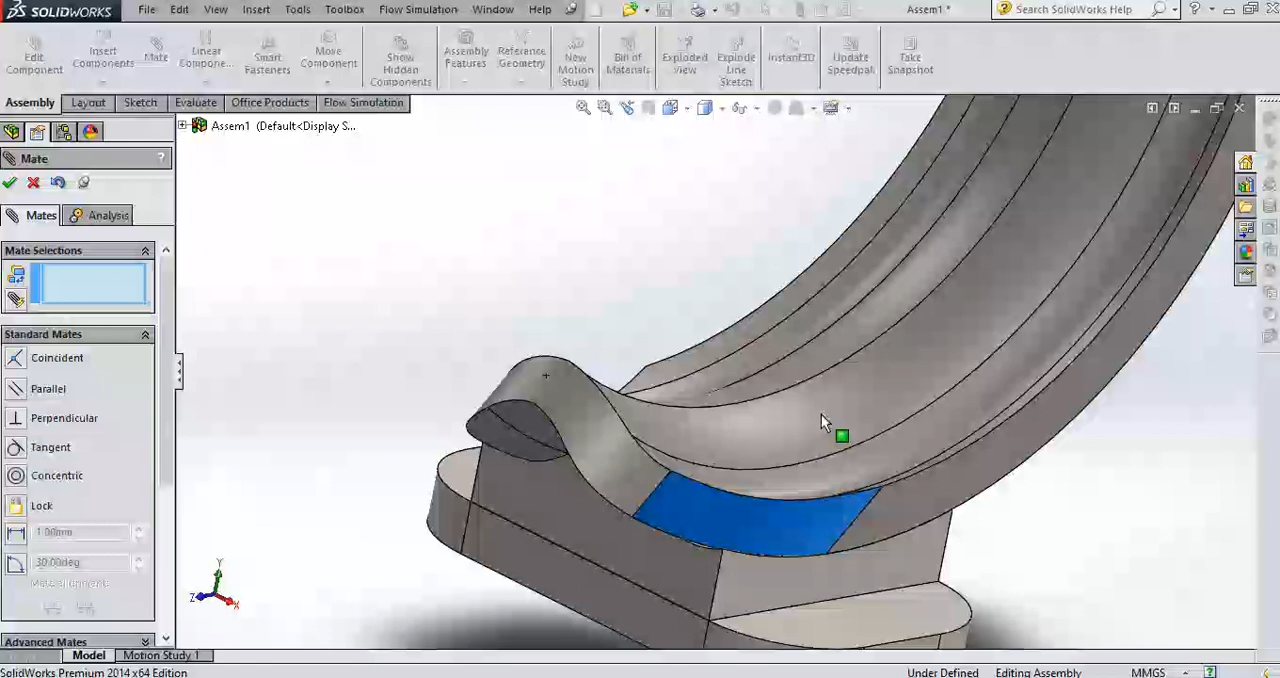 SOLIDWORKS File Edit View Insert Tools Toolbox Flow Simulation Window Help Assem1 * Search SolidWorks Help
Edit Component
Insert Components
Mate
Linear Compone...
Smart Fasteners
Move Component
Show Hidden Components
Assembly Features
Reference Geometry
New Motion Study
Bill of Materials
Exploded View
Explode Line Sketch
Instant3D
Update Speedpak
Take Snapshot
Assembly Layout Sketch Evaluate Office Products Flow Simulation
Assem1 (Default<Display S...
Mate ?
Mates Analysis
Mate Selections
Standard Mates
Coincident
Parallel
Perpendicular
Tangent
Concentric
Lock
1.00mm
30.00deg
Mate alignment:
Advanced Mates
Y
Z
X
Model Motion Study 1
SolidWorks Premium 2014 x64 Edition Under Defined Editing Assembly MMGS